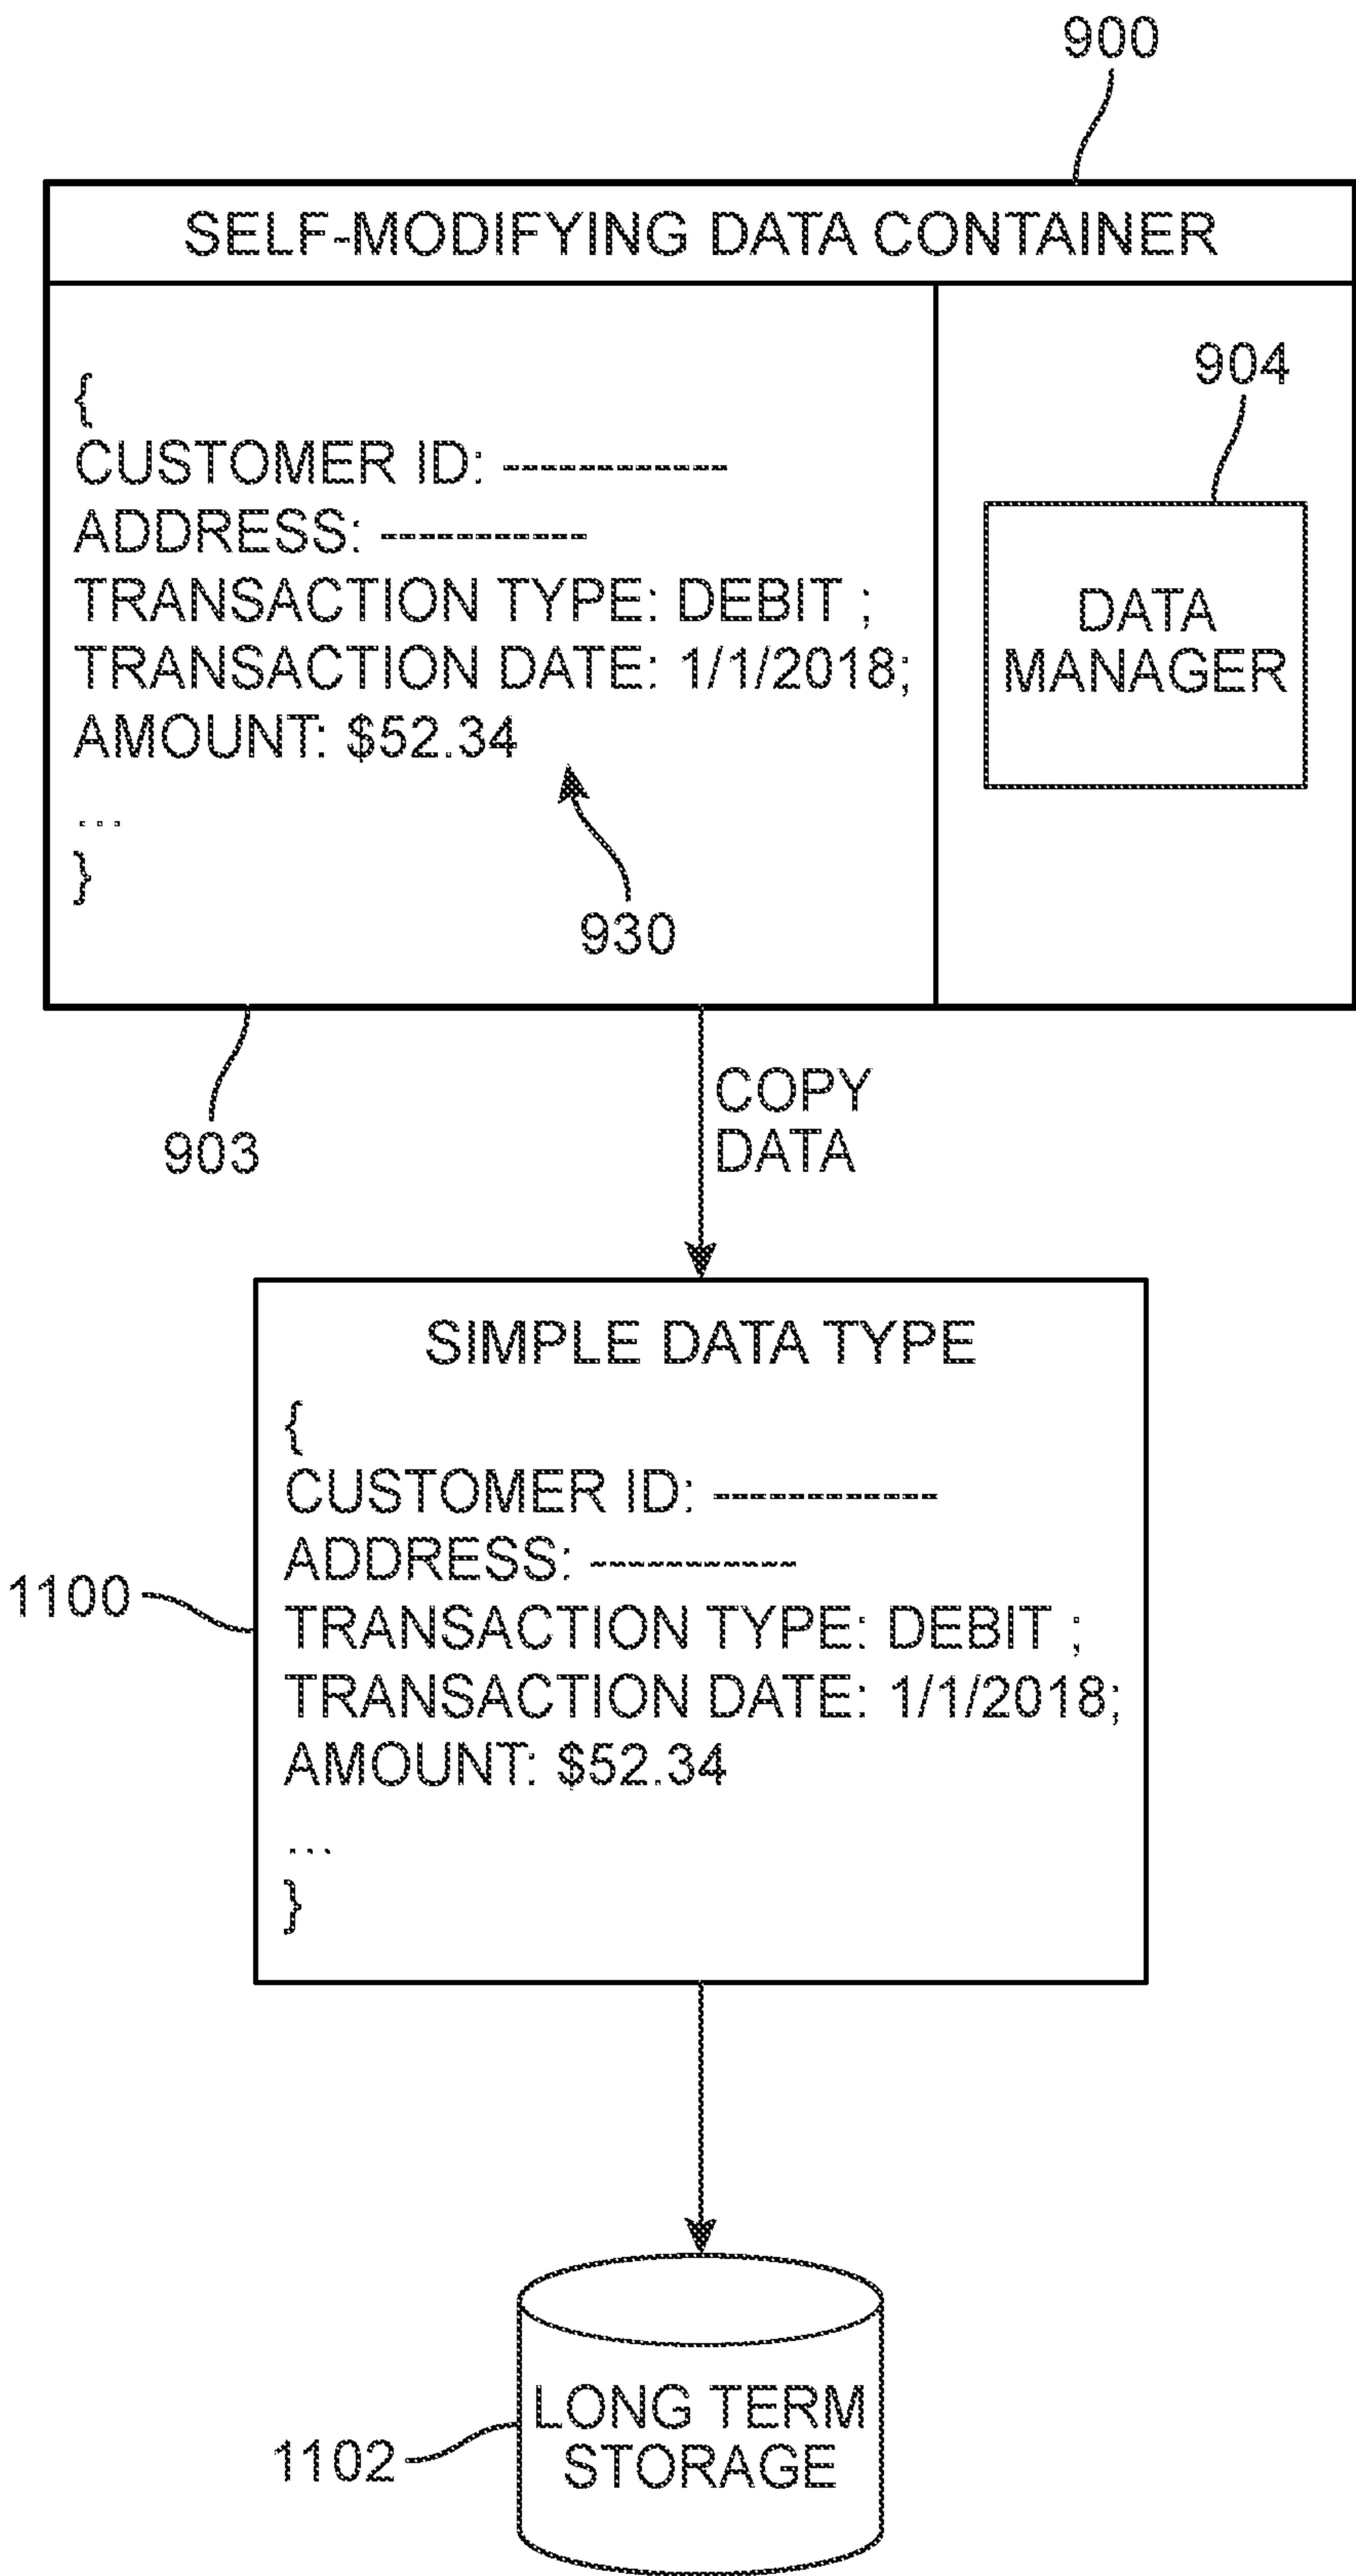 900
SELF-MODIFYING DATA CONTAINER
{
CUSTOMER ID: ------------
ADDRESS: -----------
TRANSACTION TYPE: DEBIT ;
TRANSACTION DATE: 1/1/2018;
AMOUNT: $52.34
...
}
930
904
DATA
MANAGER
903
COPY
DATA
SIMPLE DATA TYPE
{
CUSTOMER ID: ------------
ADDRESS: -----------
TRANSACTION TYPE: DEBIT ;
TRANSACTION DATE: 1/1/2018;
AMOUNT: $52.34
...
}
1100
LONG TERM
STORAGE
1102